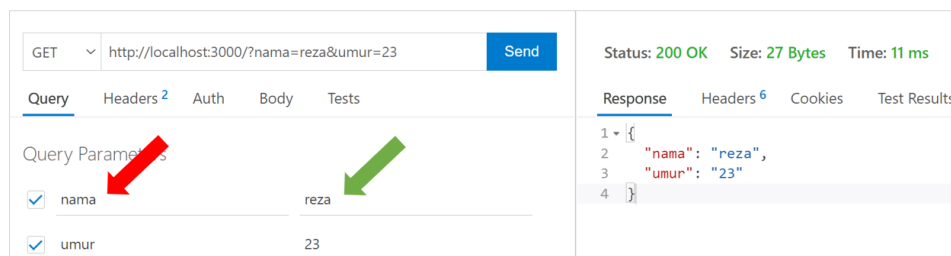 GET http://localhost:3000/?nama=reza&umur=23 Send
Query Headers 2 Auth Body Tests
Query Parameters
nama reza
umur 23
Status: 200 OK Size: 27 Bytes Time: 11 ms
Response Headers 6 Cookies Test Results
1 {
2 "nama": "reza",
3 "umur": "23"
4 }